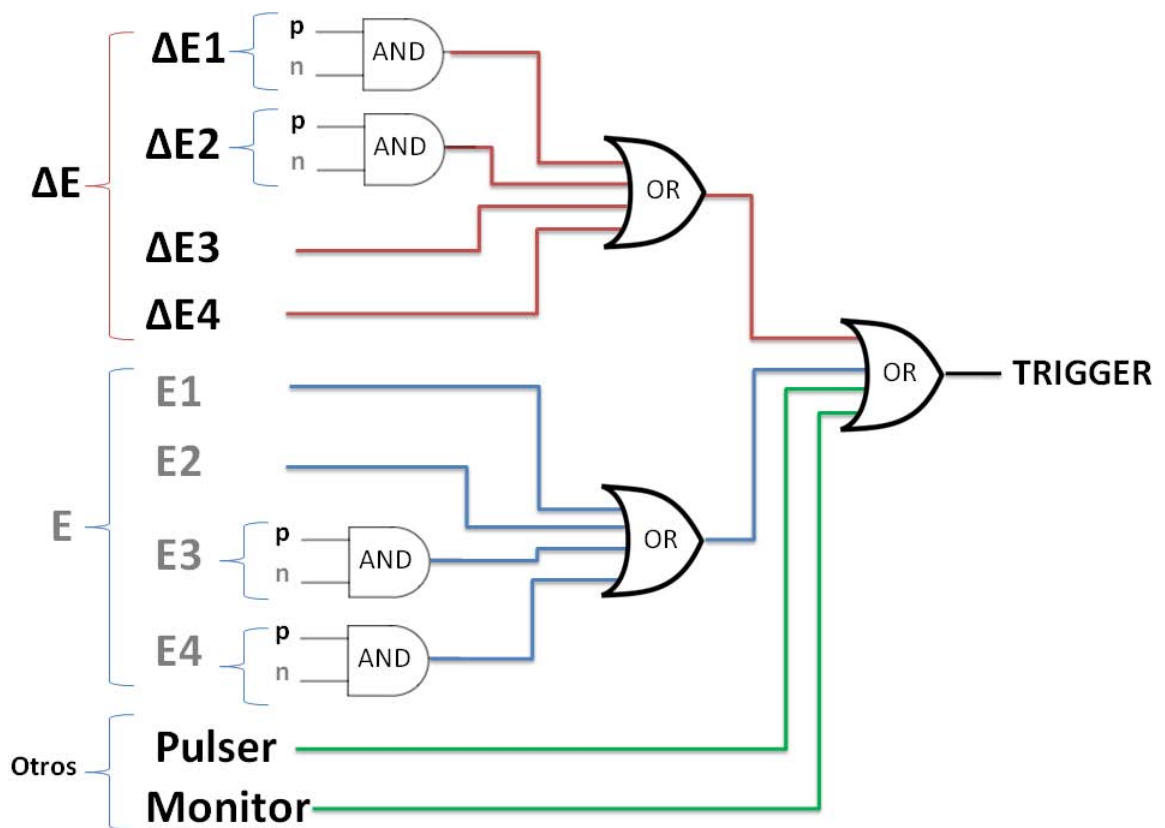 p
ΔE1
AND
n
p
ΔE2
AND
n
ΔE
OR
ΔE3
ΔE4
OR
TRIGGER
E1
E2
E
p
E3
AND
n
OR
p
E4
AND
n
Pulser
Otros
Monitor